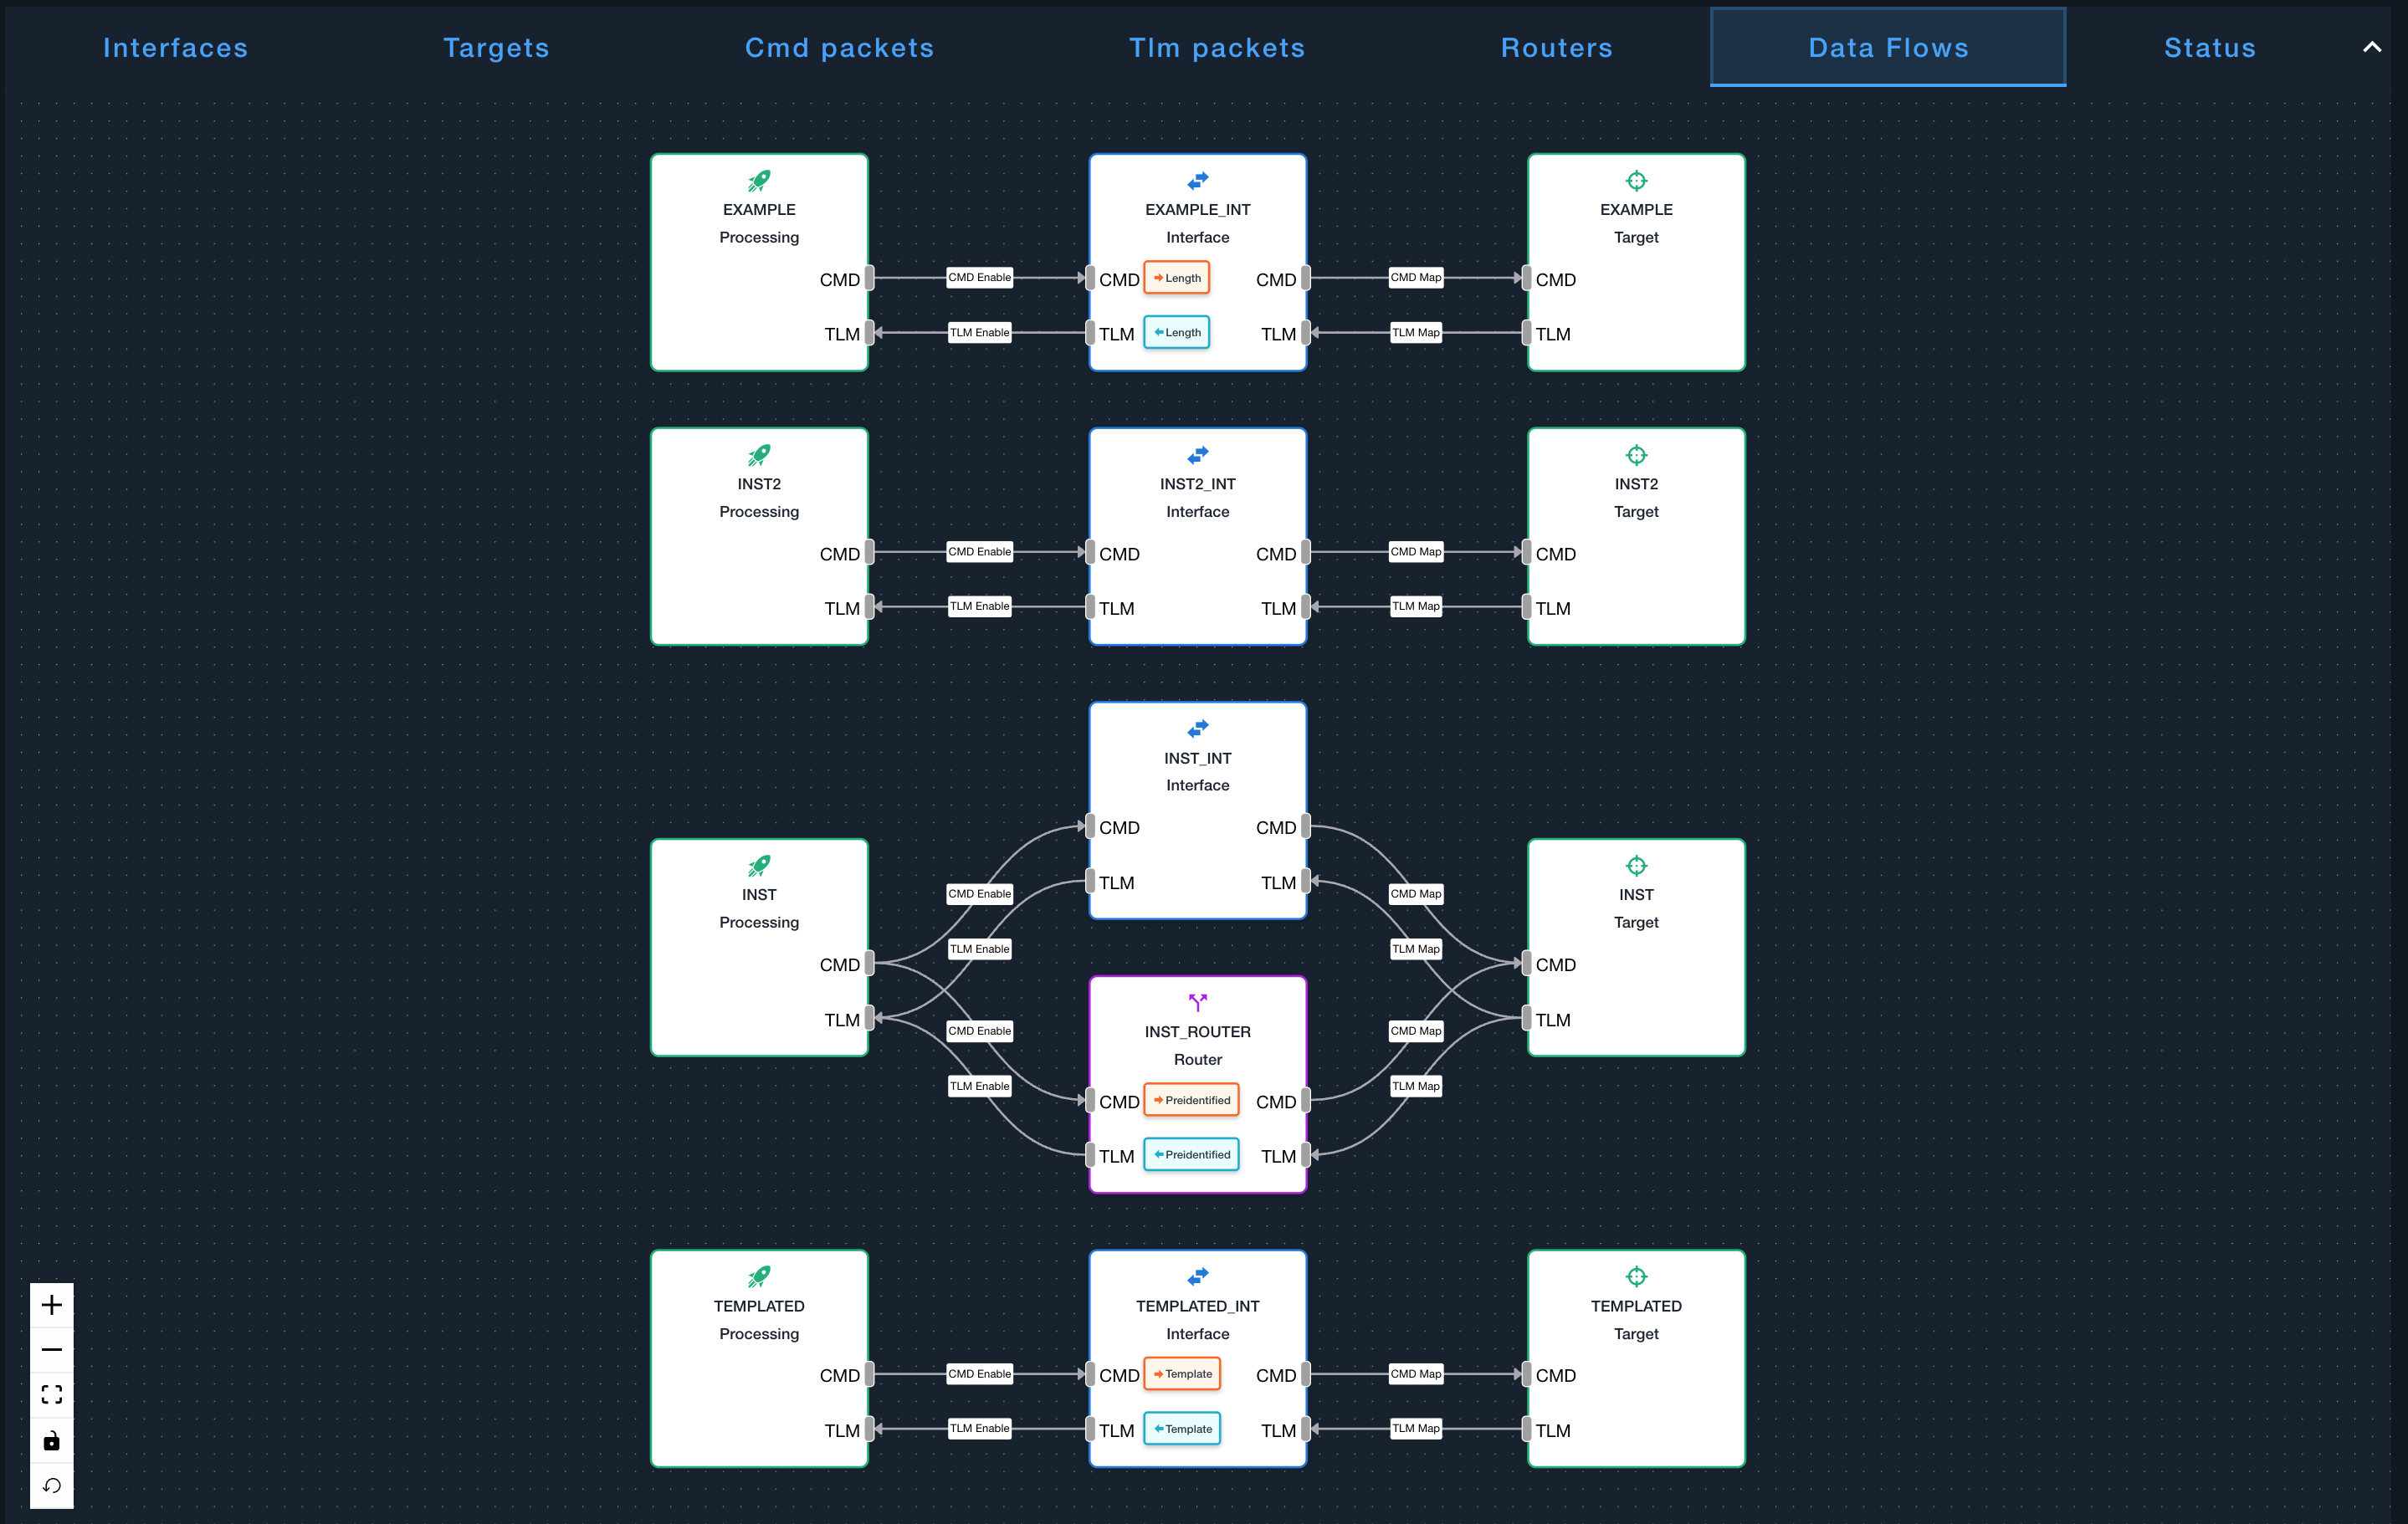 Interfaces
Targets
Cmd packets
Tlm packets
Routers
Data Flows
Status
EXAMPLE
Processing
CMD
TLM
CMD Enable
TLM Enable
EXAMPLE_INT
Interface
CMD
Length
CMD
TLM
Length
TLM
CMD Map
TLM Map
EXAMPLE
Target
CMD
TLM
INST2
Processing
CMD
TLM
CMD Enable
TLM Enable
INST2_INT
Interface
CMD
CMD
TLM
TLM
CMD Map
TLM Map
INST2
Target
CMD
TLM
INST_INT
Interface
CMD
CMD
TLM
TLM
INST
Processing
CMD
TLM
CMD Enable
TLM Enable
CMD Enable
TLM Enable
CMD Map
TLM Map
CMD Map
TLM Map
INST
Target
CMD
TLM
INST_ROUTER
Router
CMD
Preidentified
CMD
TLM
Preidentified
TLM
TEMPLATED
Processing
CMD
TLM
CMD Enable
TLM Enable
TEMPLATED_INT
Interface
CMD
Template
CMD
TLM
Template
TLM
CMD Map
TLM Map
TEMPLATED
Target
CMD
TLM